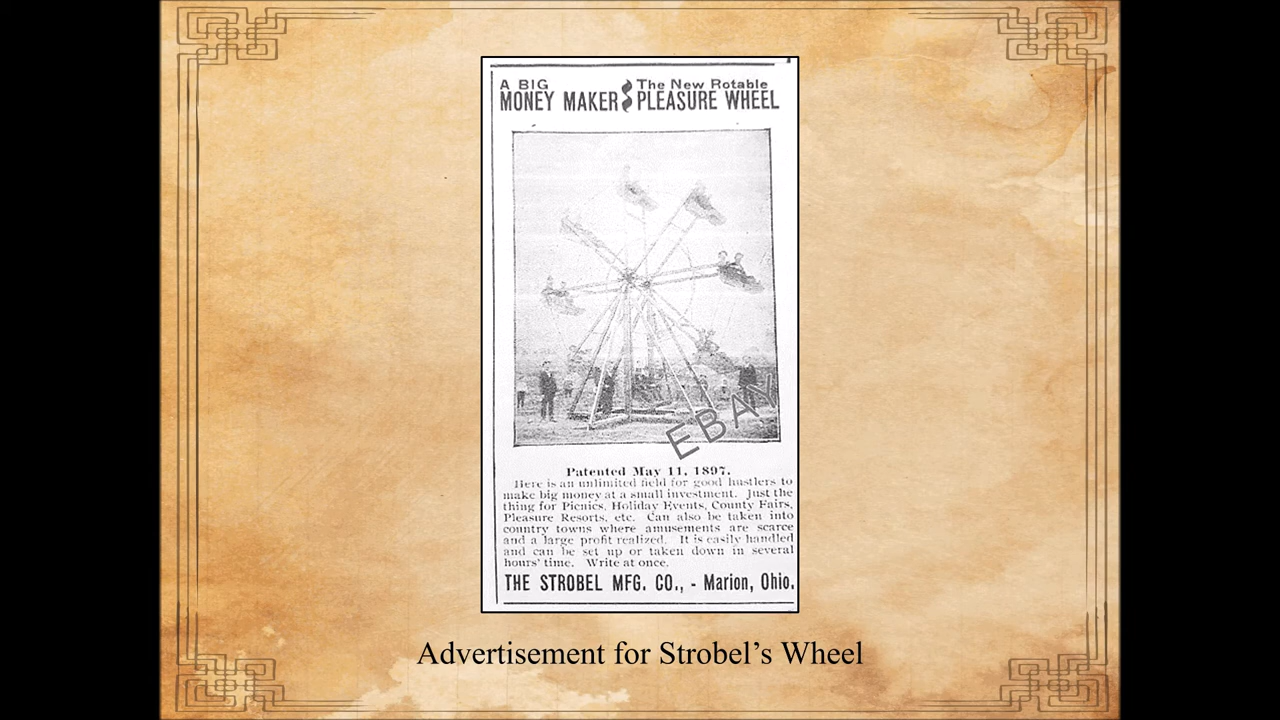 A BIG
MONEY MAKER
The New Rotable
PLEASURE WHEEL
EBAY
Patented May 11, 1897.
Here is an unlimited field for good hustlers to
make big money at a small investment. Just the
thing for Picnics, Holiday Events, County Fairs,
Pleasure Resorts, etc. Can also be taken into
country towns where amusements are scarce
and a large profit realized. It is easily handled
and can be set up or taken down in several
hours' time. Write at once.
THE STROBEL MFG. CO., - Marion, Ohio.
Advertisement for Strobel’s Wheel